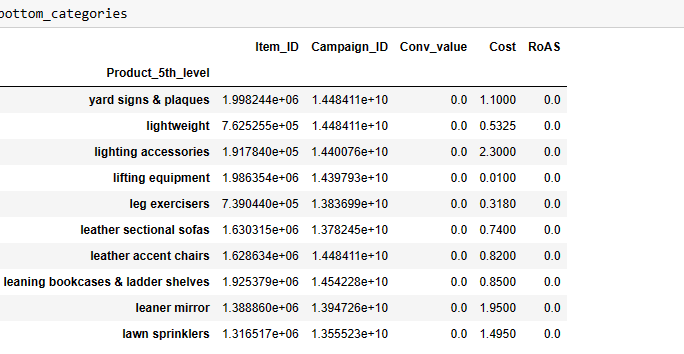 bottom_categories
Item_ID Campaign_ID Conv_value Cost RoAS
Product_5th_level
yard signs & plaques 1.998244e+06 1.448411e+10 0.0 1.1000 0.0
lightweight 7.625255e+05 1.448411e+10 0.0 0.5325 0.0
lighting accessories 1.917840e+05 1.440076e+10 0.0 2.3000 0.0
lifting equipment 1.986354e+06 1.439793e+10 0.0 0.0100 0.0
leg exercisers 7.390440e+05 1.383699e+10 0.0 0.3180 0.0
leather sectional sofas 1.630315e+06 1.378245e+10 0.0 0.7400 0.0
leather accent chairs 1.628634e+06 1.448411e+10 0.0 0.8200 0.0
leaning bookcases & ladder shelves 1.925379e+06 1.454228e+10 0.0 0.8500 0.0
leaner mirror 1.388860e+06 1.394726e+10 0.0 1.9500 0.0
lawn sprinklers 1.316517e+06 1.355523e+10 0.0 1.4950 0.0